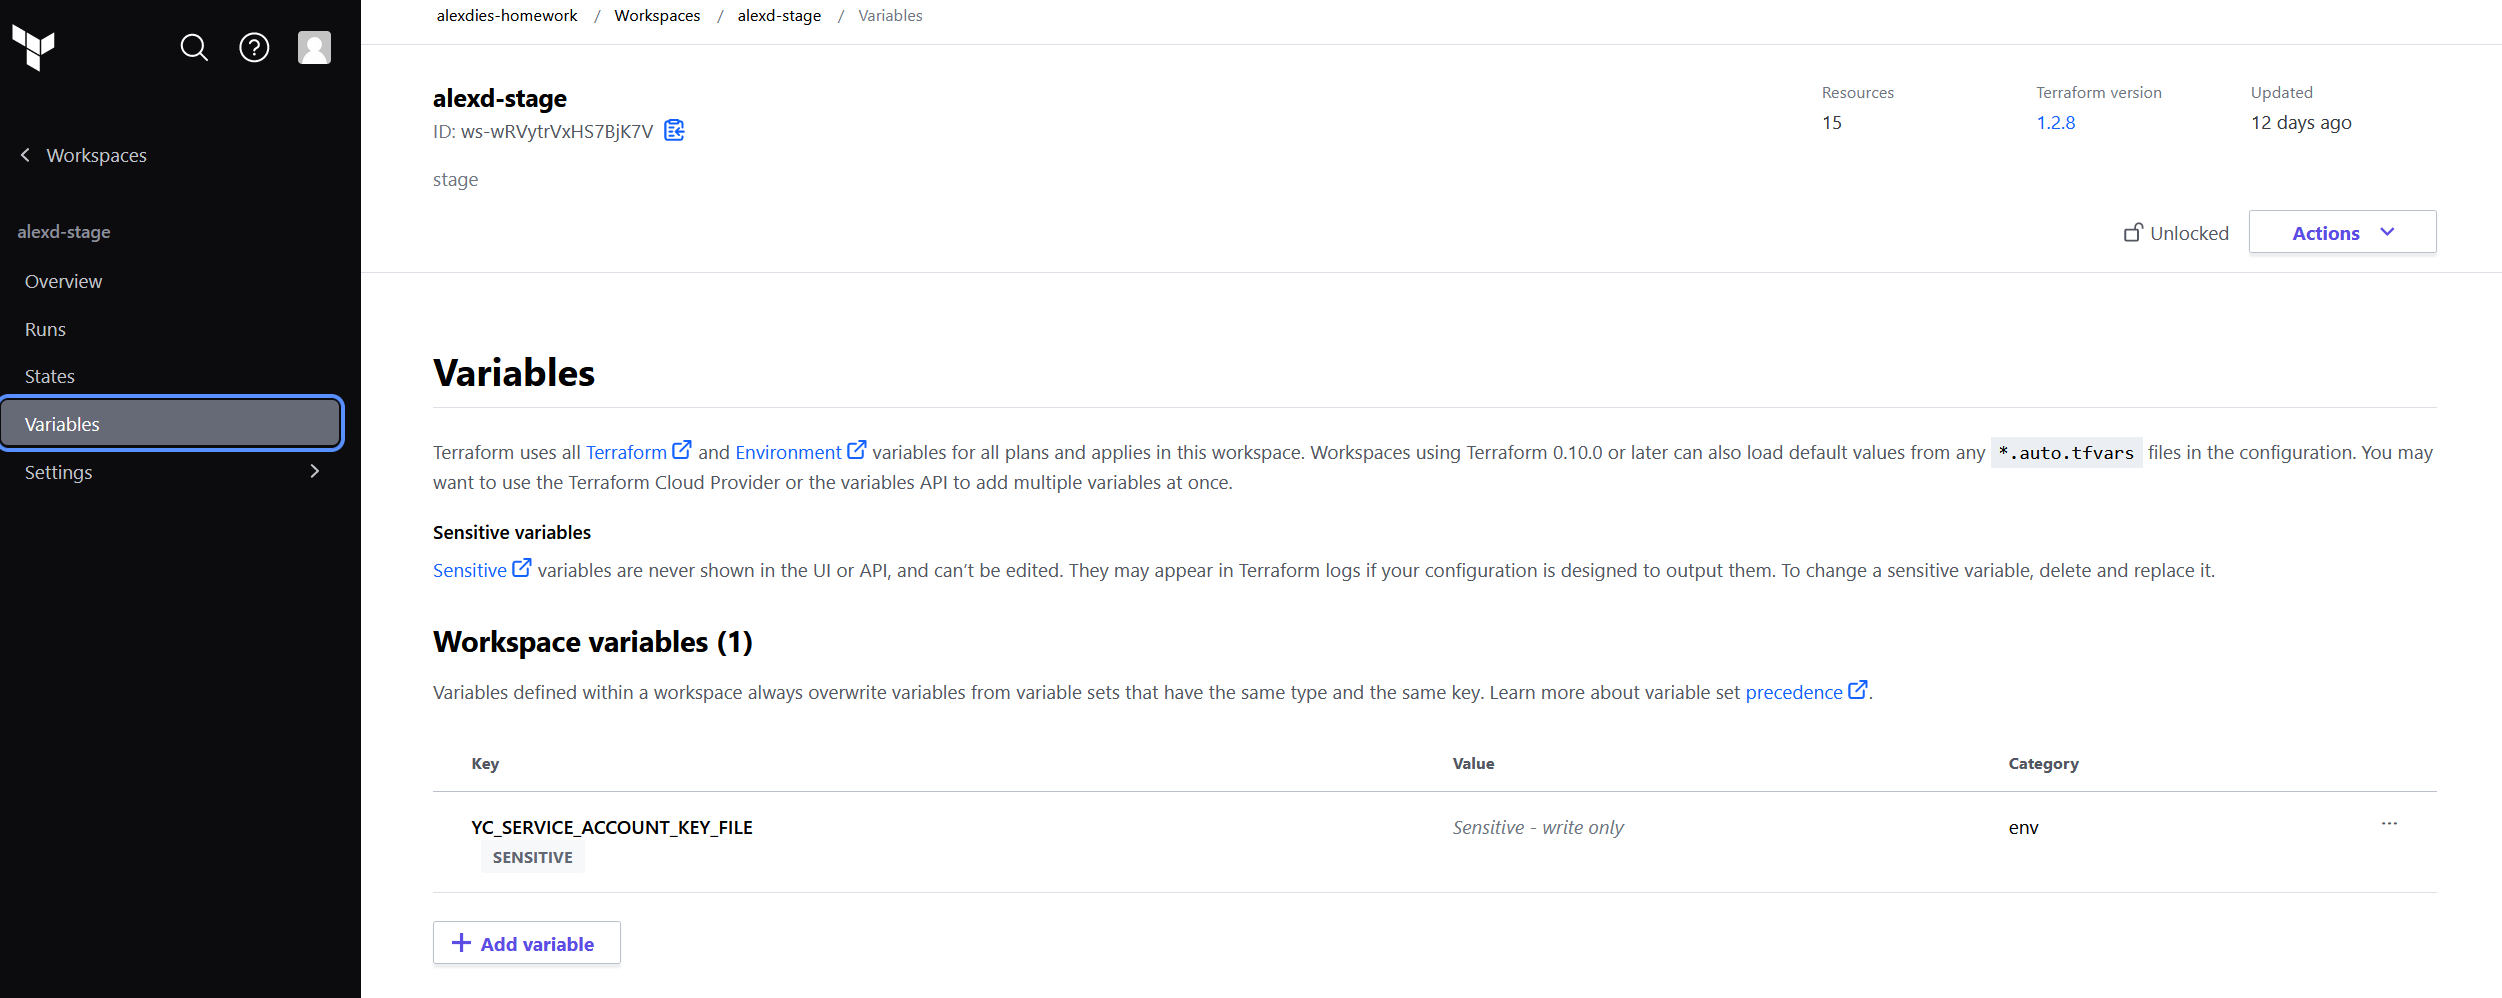 alexdies-homework / Workspaces / alexd-stage / Variables
Workspaces
alexd-stage
Overview
Runs
States
Variables
Settings
alexd-stage
ID: ws-wRVytrVxHS7BjK7V
stage
Resources
15
Terraform version
1.2.8
Updated
12 days ago
Unlocked
Actions
Variables
Terraform uses all Terraform and Environment variables for all plans and applies in this workspace. Workspaces using Terraform 0.10.0 or later can also load default values from any *.auto.tfvars files in the configuration. You may
want to use the Terraform Cloud Provider or the variables API to add multiple variables at once.
Sensitive variables
Sensitive variables are never shown in the UI or API, and can’t be edited. They may appear in Terraform logs if your configuration is designed to output them. To change a sensitive variable, delete and replace it.
Workspace variables (1)
Variables defined within a workspace always overwrite variables from variable sets that have the same type and the same key. Learn more about variable set precedence .
Key Value Category
YC_SERVICE_ACCOUNT_KEY_FILE Sensitive - write only env ...
SENSITIVE
+ Add variable